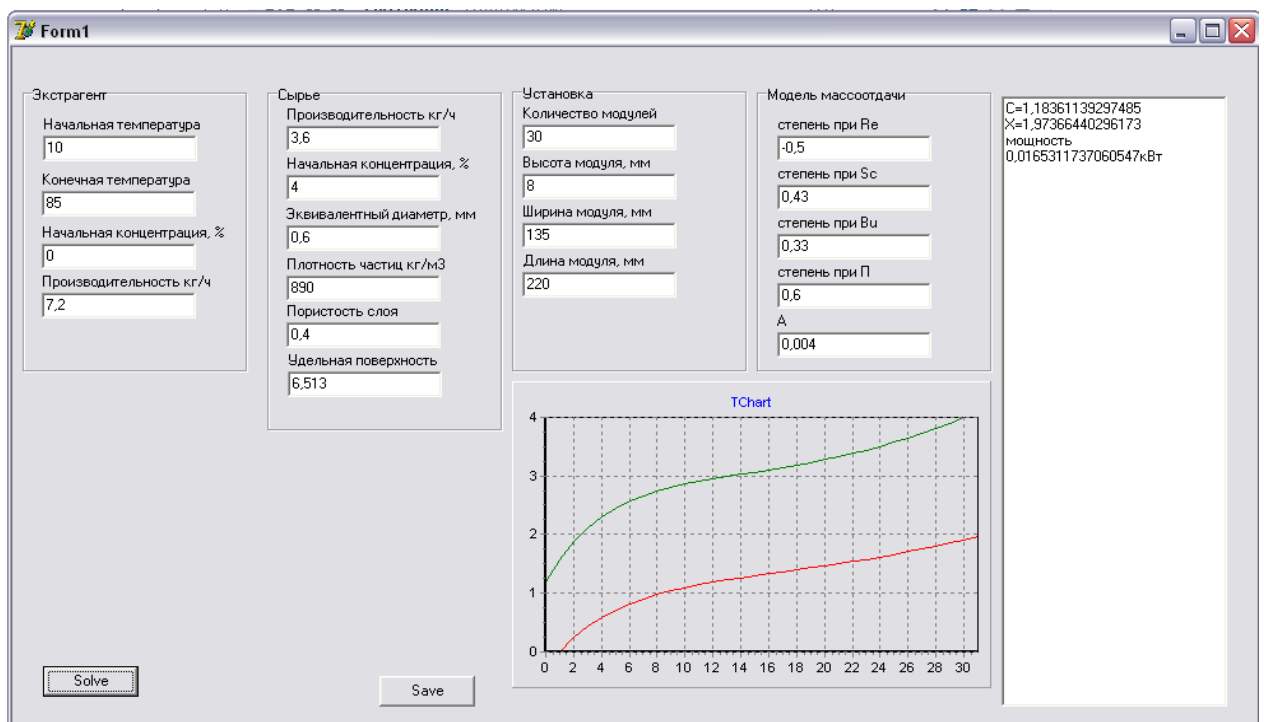 Form1
Экстрагент
Начальная температура
10
Конечная температура
85
Начальная концентрация, %
0
Производительность кг/ч
7,2
Сырье
Производительность кг/ч
3,6
Начальная концентрация, %
4
Эквивалентный диаметр, мм
0,6
Плотность частиц кг/м3
890
Пористость слоя
0,4
Удельная поверхность
6,513
Установка
Количество модулей
30
Высота модуля, мм
8
Ширина модуля, мм
135
Длина модуля, мм
220
Модель массоотдачи
степень при Re
-0,5
степень при Sc
0,43
степень при Bu
0,33
степень при П
0,6
А
0,004
C=1,18361139297485
X=1,97366440296173
мощность
0,0165311737060547кВт
TChart
4
3
2
1
0
0 2 4 6 8 10 12 14 16 18 20 22 24 26 28 30
Solve
Save